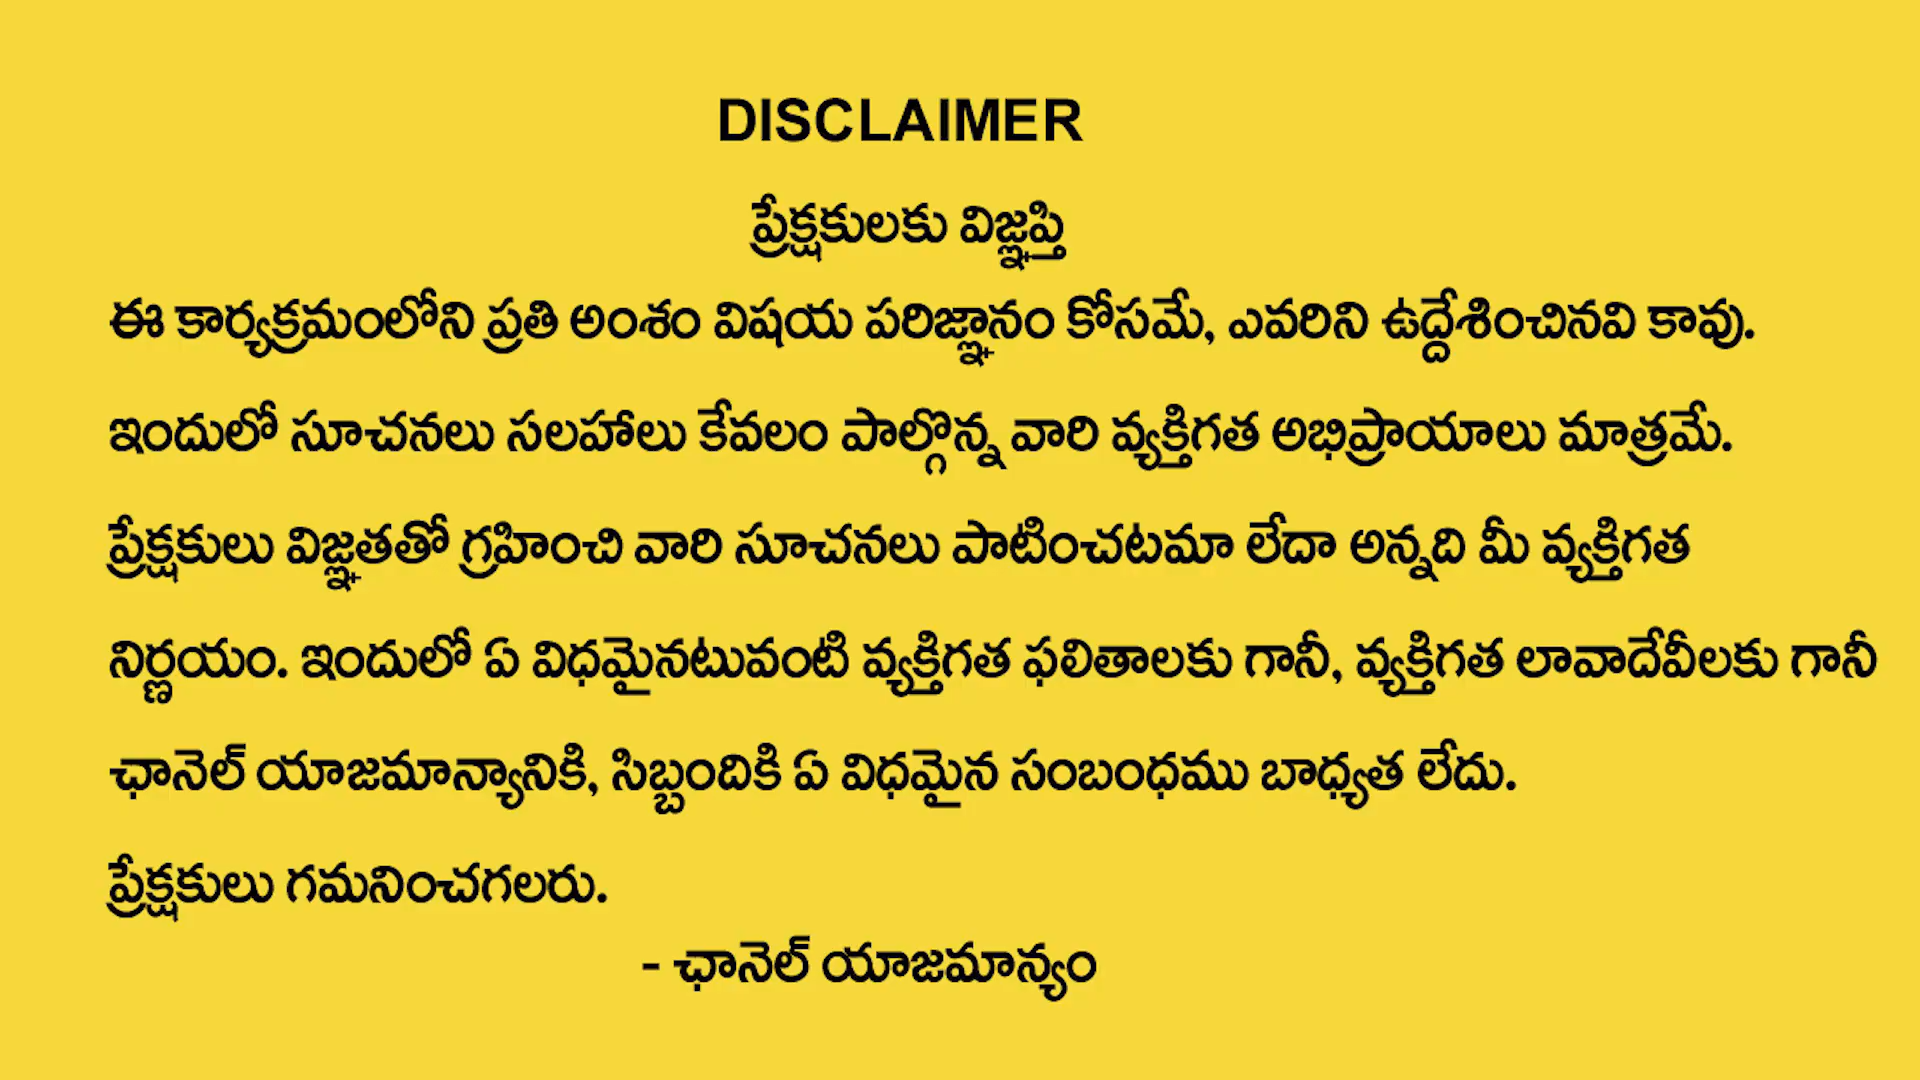 DISCLAIMER
ప్రేక్షకులకు విజ్ఞప్తి
ఈ కార్యక్రమంలోని ప్రతి అంశం విషయ పరిజ్ఞానం కోసమే, ఎవరిని ఉద్దేశించినవి కావు.
ఇందులో సూచనలు సలహాలు కేవలం పాల్గొన్న వారి వ్యక్తిగత అభిప్రాయాలు మాత్రమే.
ప్రేక్షకులు విజ్ఞతతో గ్రహించి వారి సూచనలు పాటించటమా లేదా అన్నది మీ వ్యక్తిగత
నిర్ణయం. ఇందులో ఏ విధమైనటువంటి వ్యక్తిగత ఫలితాలకు గానీ, వ్యక్తిగత లావాదేవీలకు గానీ
ఛానెల్ యాజమాన్యానికి, సిబ్బందికి ఏ విధమైన సంబంధము బాధ్యత లేదు.
ప్రేక్షకులు గమనించగలరు.
- ఛానెల్ యాజమాన్యం